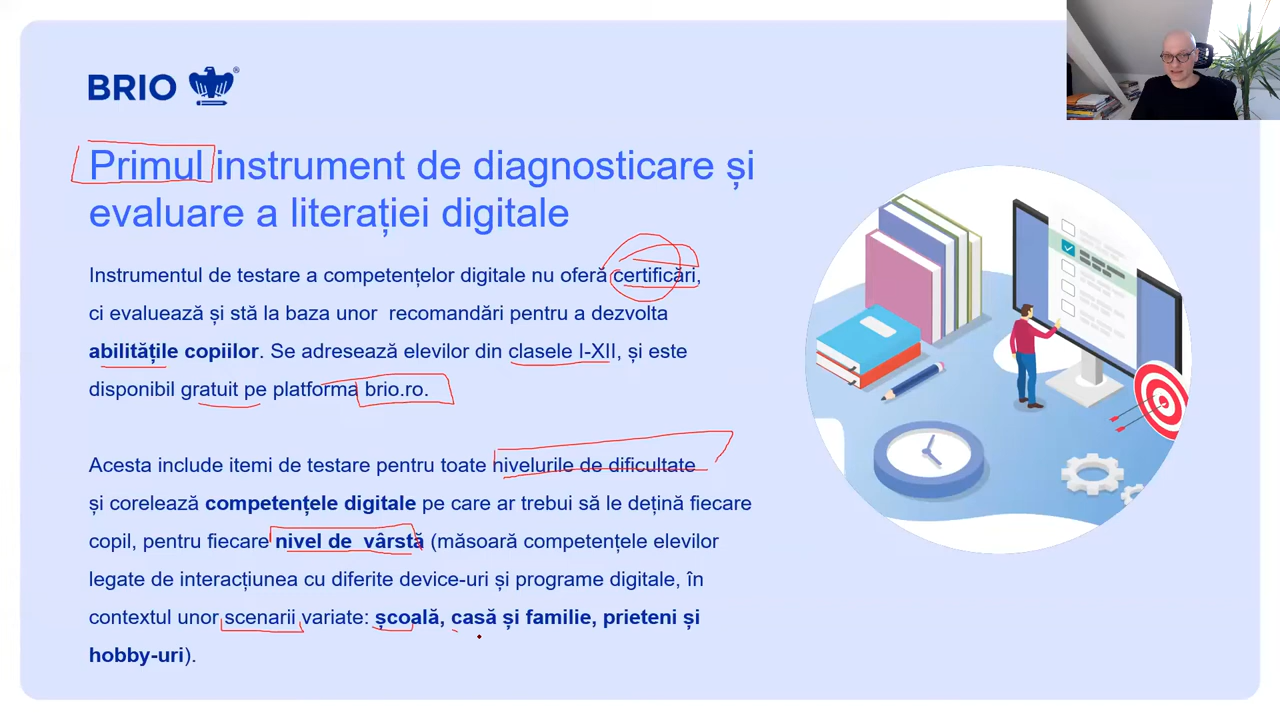 BRIO ®
Primul instrument de diagnosticare și
evaluare a literației digitale
Instrumentul de testare a competențelor digitale nu oferă certificări,
ci evaluează și stă la baza unor recomandări pentru a dezvolta
abilitățile copiilor. Se adresează elevilor din clasele I-XII, și este
disponibil gratuit pe platforma brio.ro.
Acesta include itemi de testare pentru toate nivelurile de dificultate
și corelează competențele digitale pe care ar trebui să le dețină fiecare
copil, pentru fiecare nivel de vârstă (măsoară competențele elevilor
legate de interacțiunea cu diferite device-uri și programe digitale, în
contextul unor scenarii variate: școală, casă și familie, prieteni și
hobby-uri).